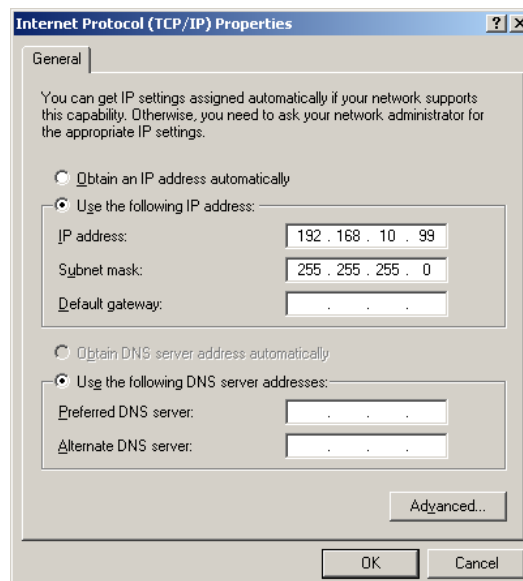 Internet Protocol (TCP/IP) Properties
General
You can get IP settings assigned automatically if your network supports
this capability. Otherwise, you need to ask your network administrator for
the appropriate IP settings.
Obtain an IP address automatically
Use the following IP address:
IP address: 192 . 168 . 10 . 99
Subnet mask: 255 . 255 . 255 . 0
Default gateway: . . .
Obtain DNS server address automatically
Use the following DNS server addresses:
Preferred DNS server: . . .
Alternate DNS server: . . .
Advanced...
OK Cancel